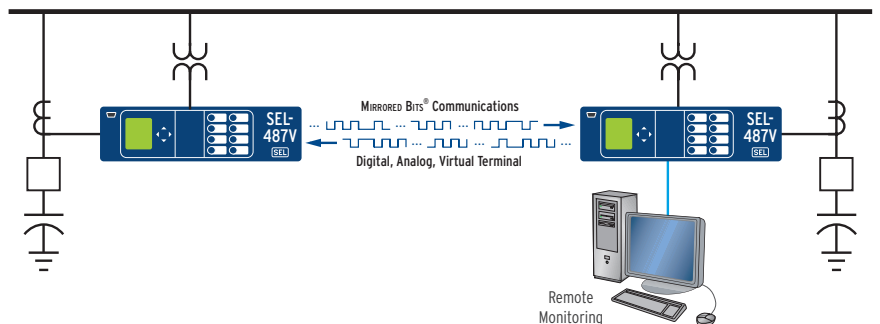 MIRRORED BITS® Communications
SEL-
487V
SEL
SEL-
487V
SEL
... ... ...
... ... ...
Digital, Analog, Virtual Terminal
Remote
Monitoring